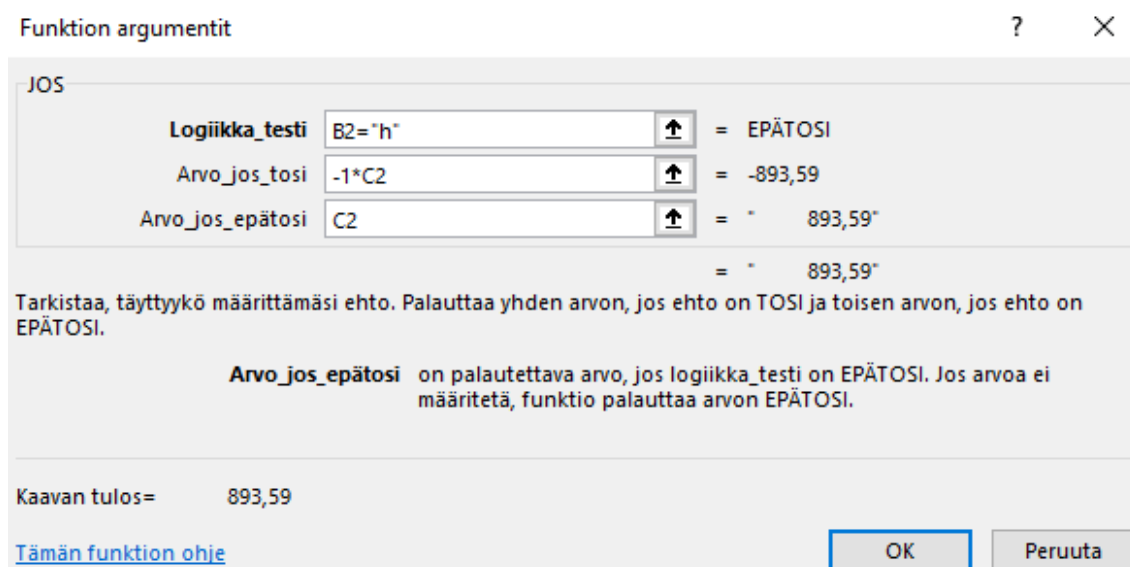 Funktion argumentit ?
JOS
Logiikka_testi B2="h" = EPÄTOSI
Arvo_jos_tosi -1*C2 = -893,59
Arvo_jos_epätosi C2 = " 893,59"
= " 893,59"
Tarkistaa, täyttyykö määrittämäsi ehto. Palauttaa yhden arvon, jos ehto on TOSI ja toisen arvon, jos ehto on
EPÄTOSI.
Arvo_jos_epätosi on palautettava arvo, jos logiikka_testi on EPÄTOSI. Jos arvoa ei
määritetä, funktio palauttaa arvon EPÄTOSI.
Kaavan tulos= 893,59
Tämän funktion ohje OK Peruuta